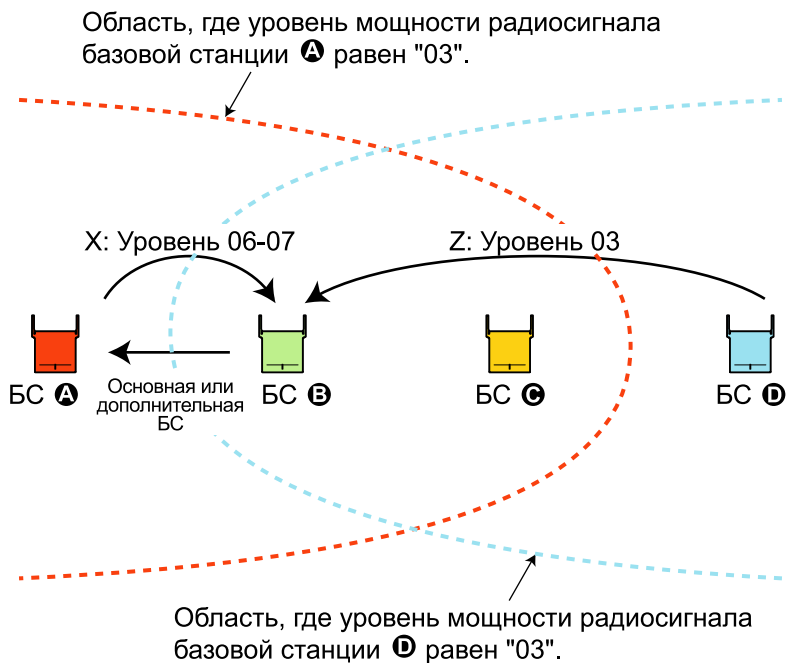 Область, где уровень мощности радиосигнала
базовой станции A равен "03".
X: Уровень 06-07
Z: Уровень 03
БС A
Основная или
дополнительная
БС
БС B
БС C
БС D
Область, где уровень мощности радиосигнала
базовой станции D равен "03".